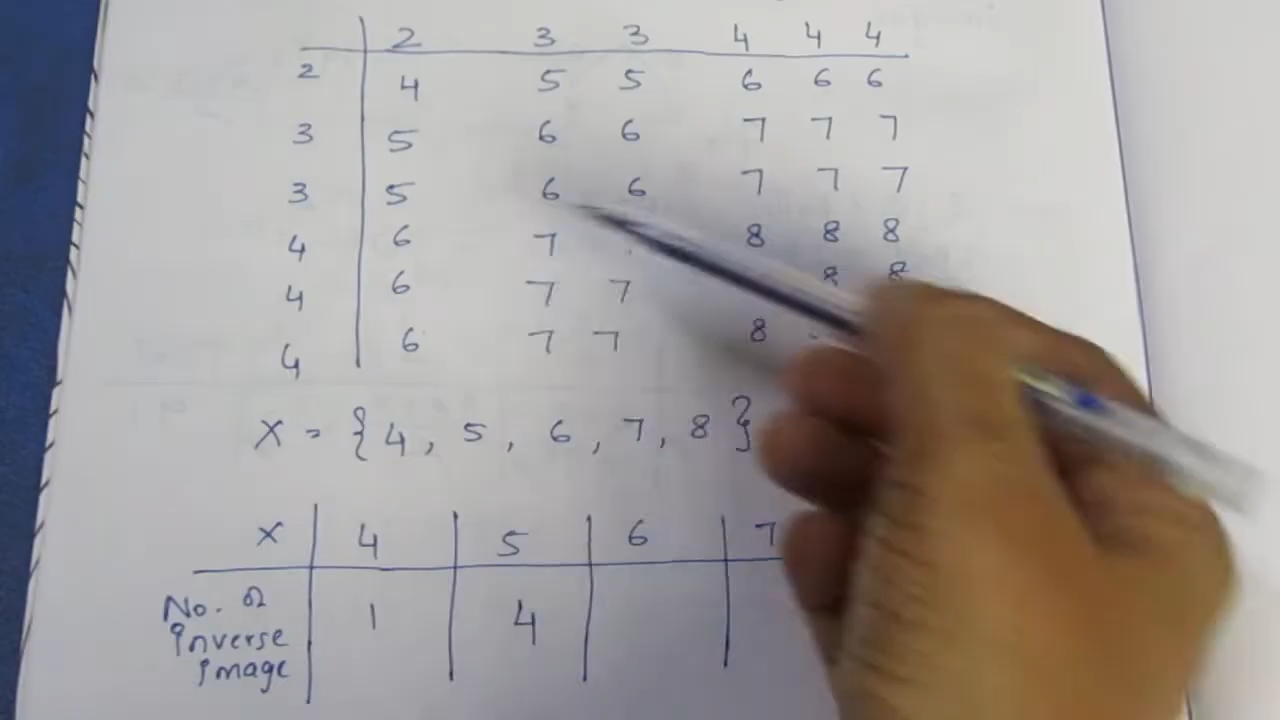 2 3 3 4 4 4
2 4 5 5 6 6 6
3 5 6 6 7 7 7
3 5 6 6 7 7 7
4 6 7 8 8 8
4 6 7 7 8 8
4 6 7 7 8
X = {4, 5, 6, 7, 8}
X 4 5 6 7
No. of 1 4
inverse
image